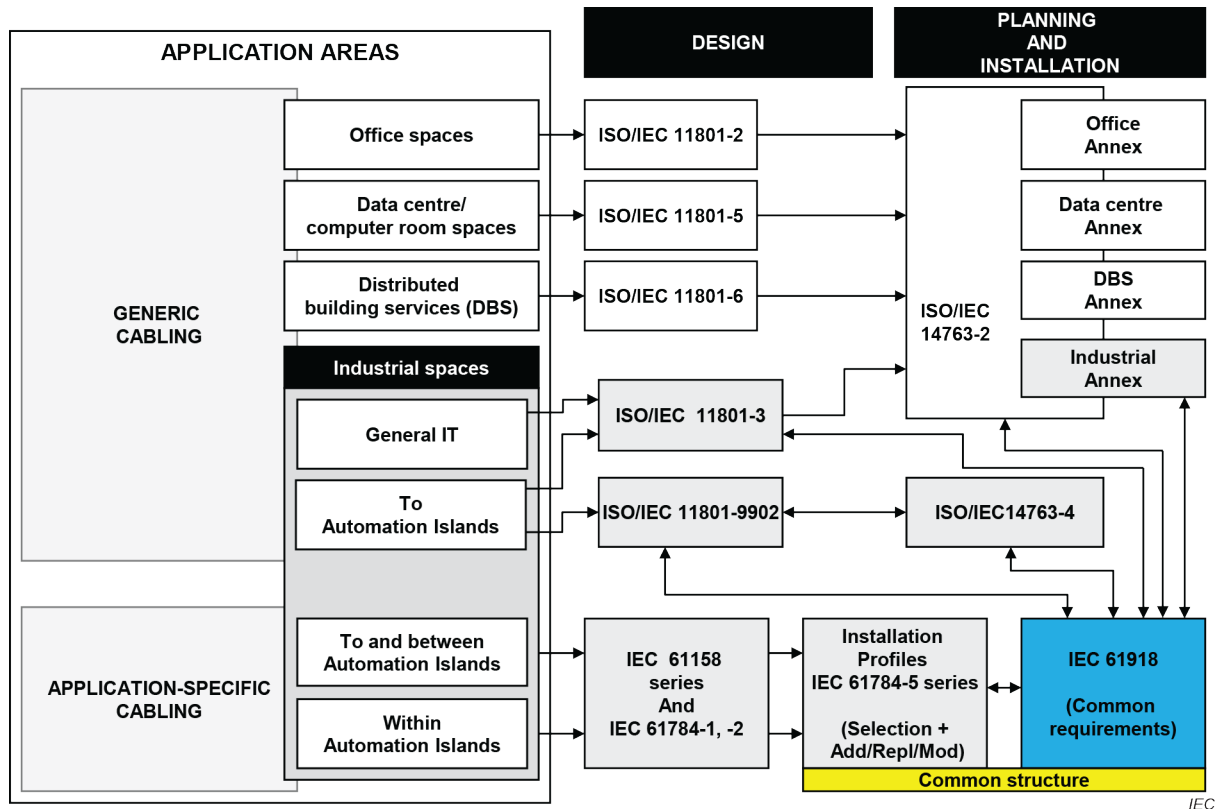 APPLICATION AREAS
DESIGN
PLANNING
AND
INSTALLATION
GENERIC
CABLING
Office spaces
ISO/IEC 11801-2
Office
Annex
Data centre/
computer room spaces
ISO/IEC 11801-5
Data centre
Annex
Distributed
building services (DBS)
ISO/IEC 11801-6
DBS
Annex
ISO/IEC
14763-2
Industrial
Annex
Industrial spaces
General IT
ISO/IEC 11801-3
To
Automation Islands
ISO/IEC 11801-9902
ISO/IEC14763-4
APPLICATION-SPECIFIC
CABLING
To and between
Automation Islands
Within
Automation Islands
IEC 61158
series
And
IEC 61784-1, -2
Installation
Profiles
IEC 61784-5 series
(Selection +
Add/Repl/Mod)
IEC 61918
(Common
requirements)
Common structure
IEC